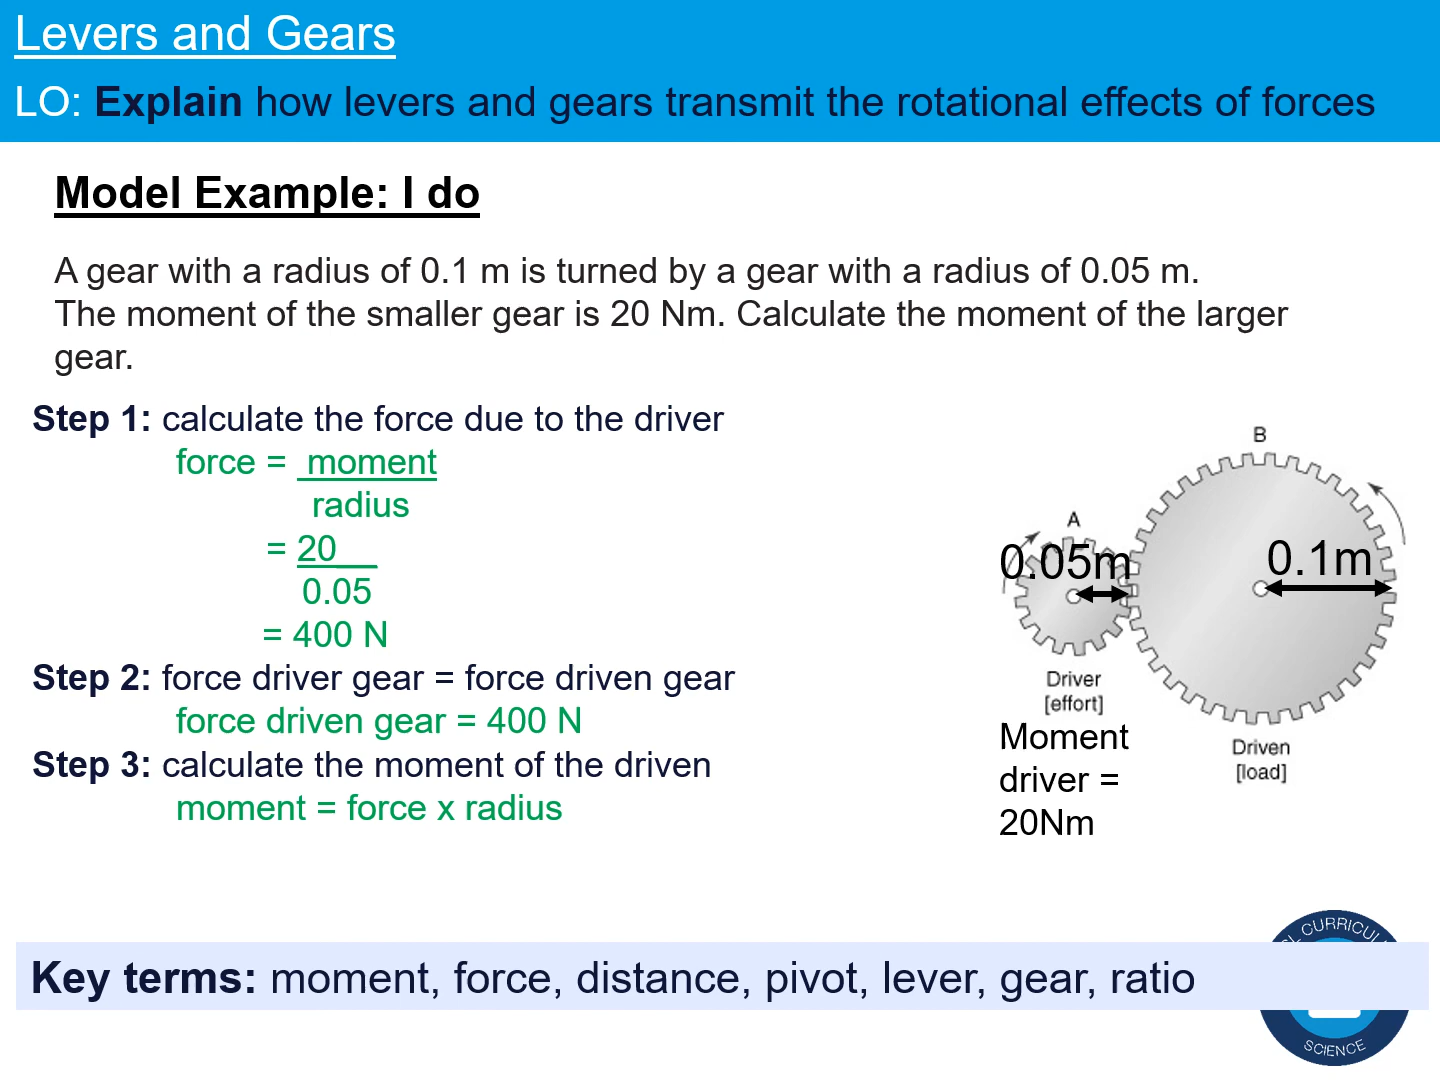 Levers and Gears
LO: Explain how levers and gears transmit the rotational effects of forces
Model Example: I do
A gear with a radius of 0.1 m is turned by a gear with a radius of 0.05 m.
The moment of the smaller gear is 20 Nm. Calculate the moment of the larger
gear.
Step 1: calculate the force due to the driver
force = moment
radius
= 20
0.05
= 400 N
Step 2: force driver gear = force driven gear
force driven gear = 400 N
Step 3: calculate the moment of the driven
moment = force x radius
B
A
0.05m
0.1m
Driver
[effort]
Moment
driver =
20Nm
Driven
[load]
Key terms: moment, force, distance, pivot, lever, gear, ratio
SCIENCE